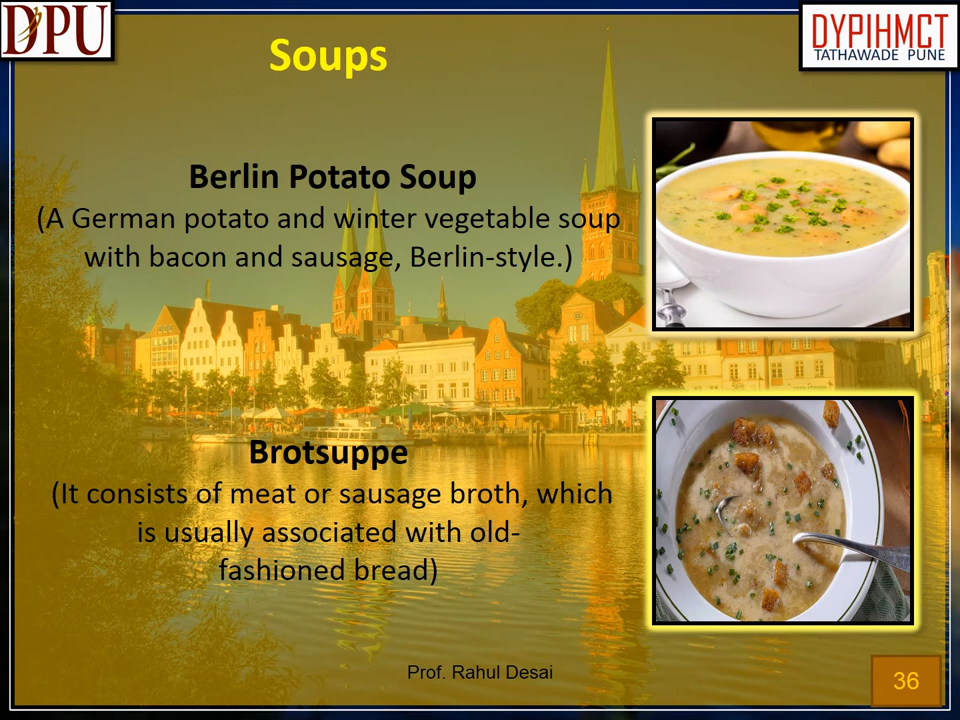 DPU
DYPIHMCT
TATHAWADE PUNE
Soups
Berlin Potato Soup
(A German potato and winter vegetable soup
with bacon and sausage, Berlin-style.)
Brotsuppe
(It consists of meat or sausage broth, which
is usually associated with old-
fashioned bread)
Prof. Rahul Desai
36